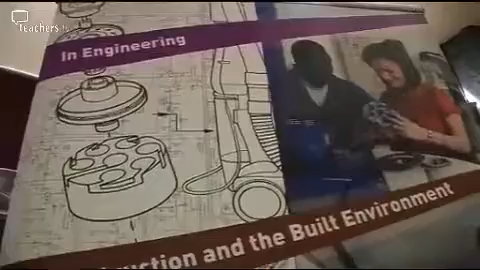 Teachers
In Engineering
uction and the Built Environment